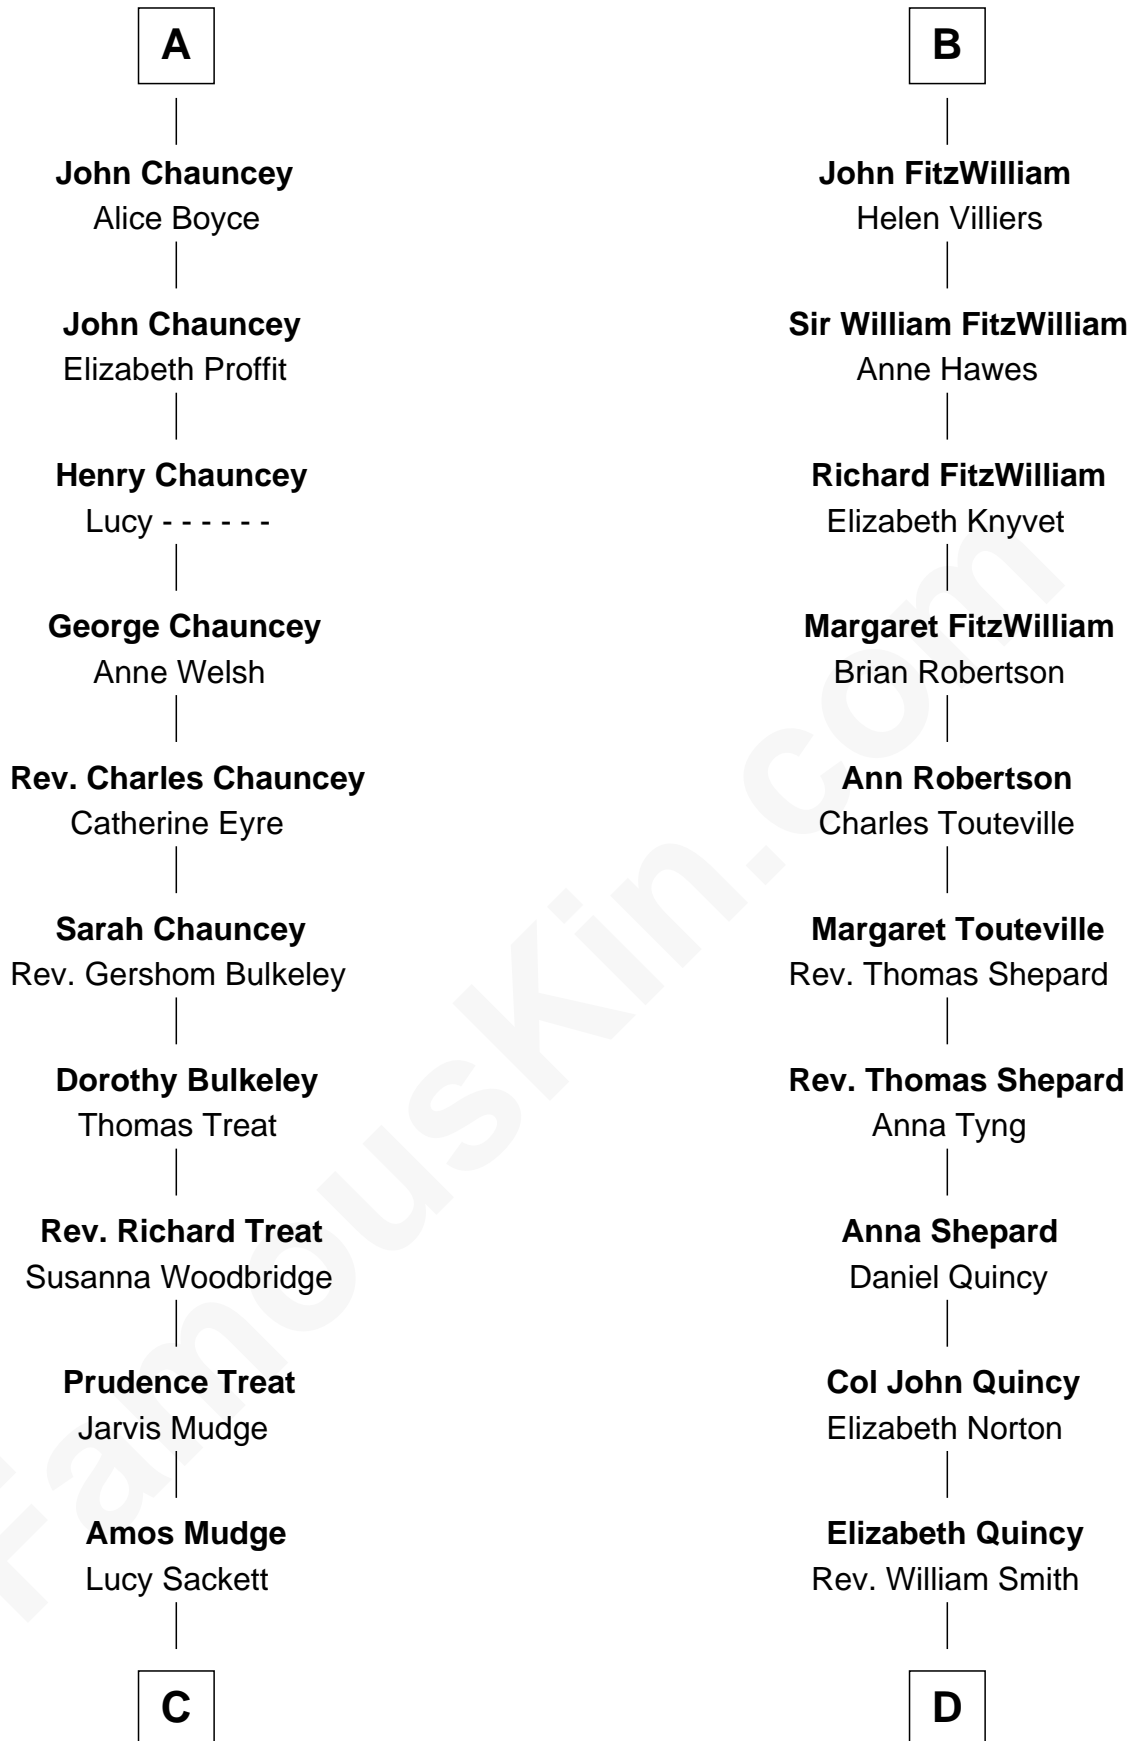 A
John Chauncey
Alice Boyce
John Chauncey
Elizabeth Proffit
Henry Chauncey
Lucy - - - - - -
George Chauncey
Anne Welsh
Rev. Charles Chauncey
Catherine Eyre
Sarah Chauncey
Rev. Gershom Bulkeley
Dorothy Bulkeley
Thomas Treat
Rev. Richard Treat
Susanna Woodbridge
Prudence Treat
Jarvis Mudge
Amos Mudge
Lucy Sackett
C
B
John FitzWilliam
Helen Villiers
Sir William FitzWilliam
Anne Hawes
Richard FitzWilliam
Elizabeth Knyvet
Margaret FitzWilliam
Brian Robertson
Ann Robertson
Charles Touteville
Margaret Touteville
Rev. Thomas Shepard
Rev. Thomas Shepard
Anna Tyng
Anna Shepard
Daniel Quincy
Col John Quincy
Elizabeth Norton
Elizabeth Quincy
Rev. William Smith
D
FamousKin.com